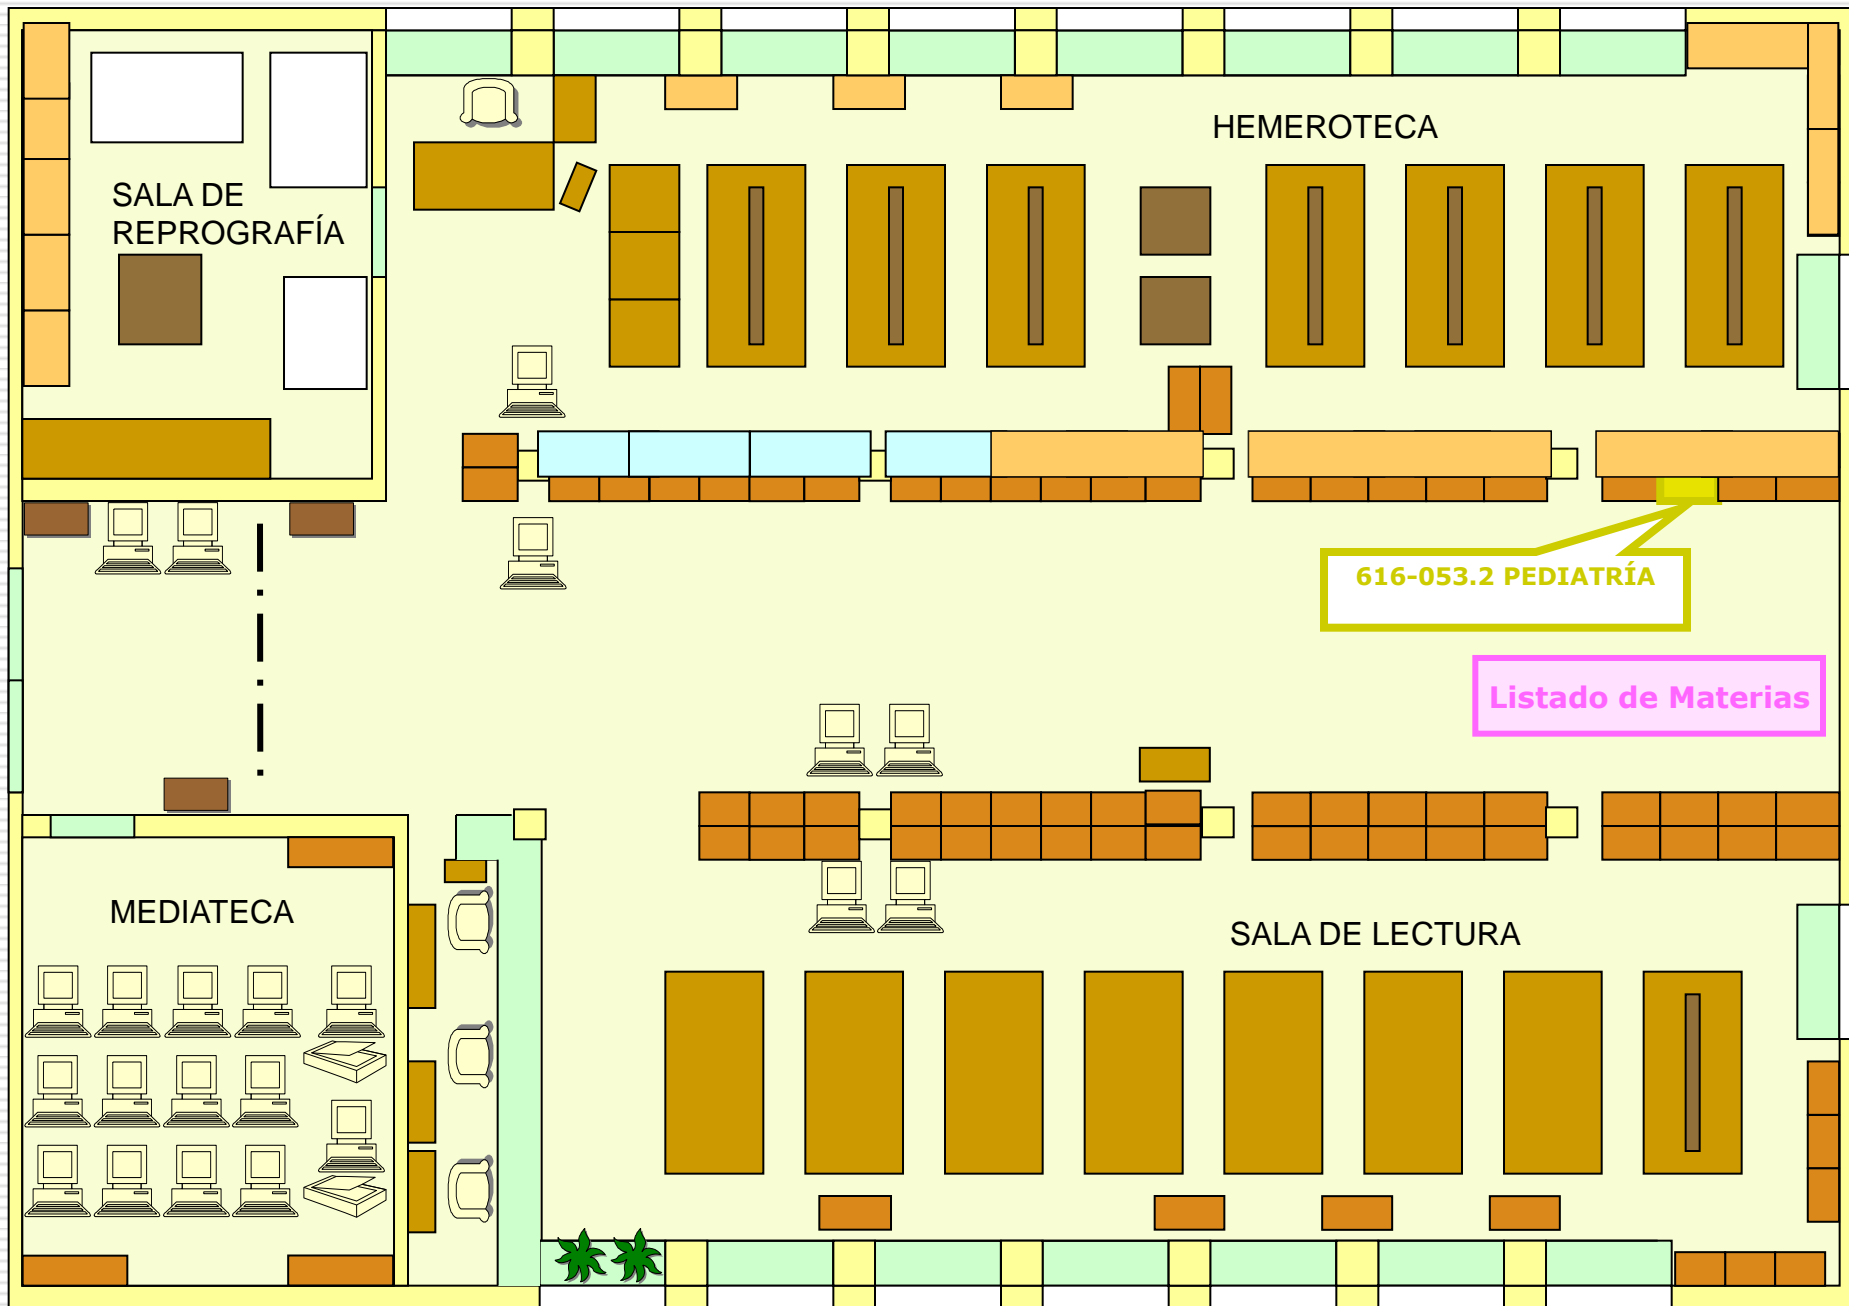 HEMEROTECA
SALA DE
REPROGRAFÍA
616-053.2 PEDIATRÍA
Listado de Materias
MEDIATECA
SALA DE LECTURA